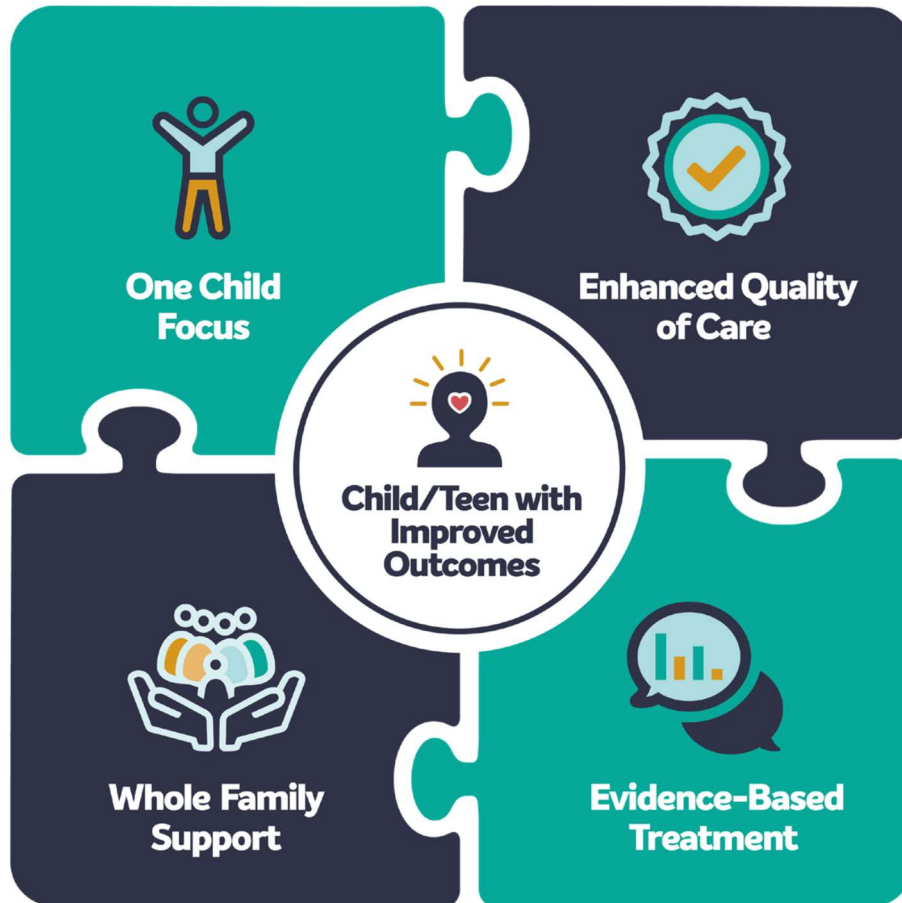 One Child
Focus
Enhanced Quality
of Care
Child/Teen with
Improved
Outcomes
Whole Family
Support
Evidence-Based
Treatment